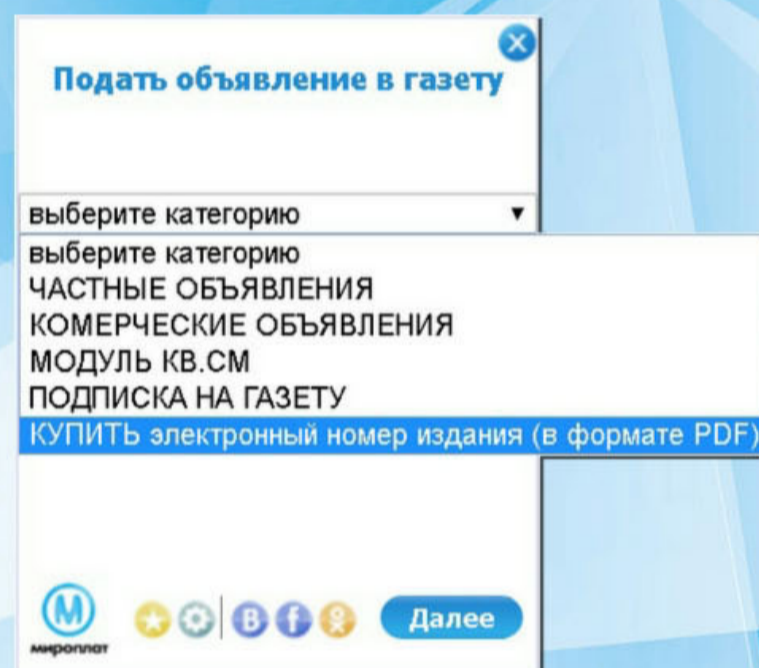 Подать объявление в газету
выберите категорию
выберите категорию
ЧАСТНЫЕ ОБЪЯВЛЕНИЯ
КОМЕРЧЕСКИЕ ОБЪЯВЛЕНИЯ
МОДУЛЬ КВ.СМ
ПОДПИСКА НА ГАЗЕТУ
КУПИТЬ электронный номер издания (в формате PDF)
Далее
мироплат